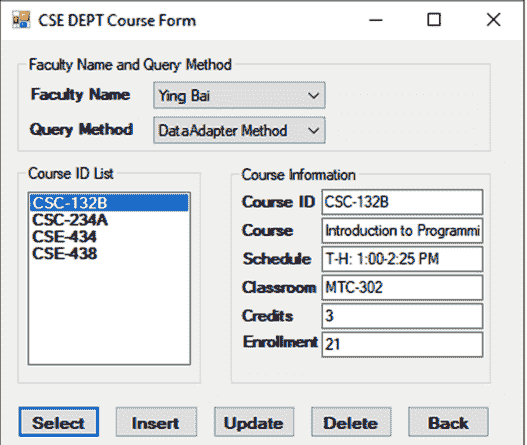 CSE DEPT Course Form
Faculty Name and Query Method
Faculty Name Ying Bai
Query Method DataAdapter Method
Course ID List
CSC-132B
CSC-234A
CSE-434
CSE-438
Course Information
Course ID CSC-132B
Course Introduction to Programmi
Schedule T-H: 1:00-2:25 PM
Classroom MTC-302
Credits 3
Enrollment 21
Select Insert Update Delete Back